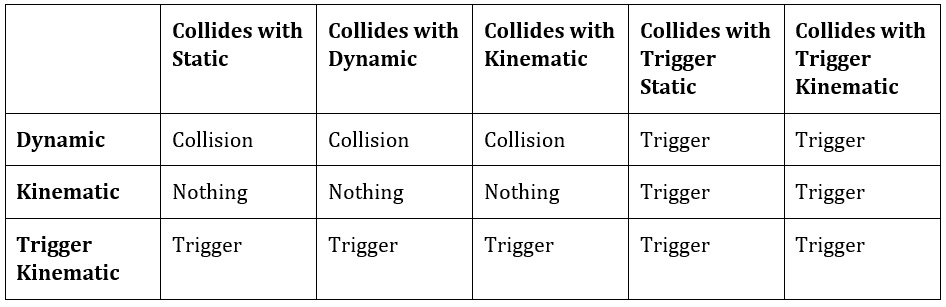 Collides with Static Collides with Dynamic Collides with Kinematic Collides with Trigger Static Collides with Trigger Kinematic
Dynamic Collision Collision Collision Trigger Trigger
Kinematic Nothing Nothing Nothing Trigger Trigger
Trigger Kinematic Trigger Trigger Trigger Trigger Trigger